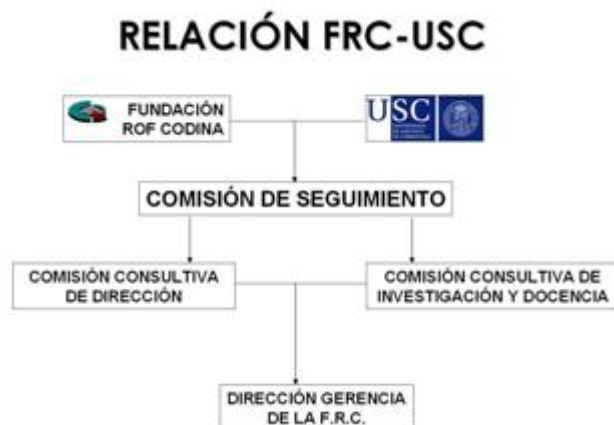 RELACIÓN FRC-USC
FUNDACIÓN
ROF CODINA
USC
COMISIÓN DE SEGUIMIENTO
COMISIÓN CONSULTIVA
DE DIRECCIÓN
COMISIÓN CONSULTIVA DE
INVESTIGACIÓN Y DOCENCIA
DIRECCIÓN GERENCIA
DE LA F.R.C.